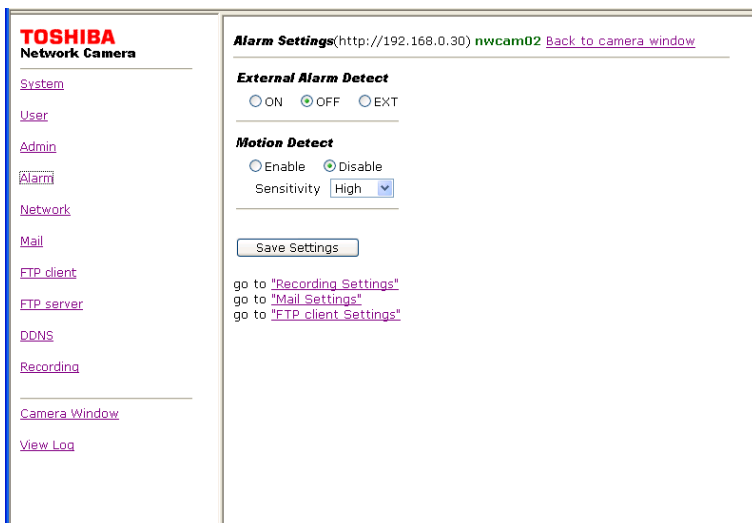 TOSHIBA
Network Camera
System
User
Admin
Alarm
Network
Mail
FTP client
FTP server
DDNS
Recording
Camera Window
View Log
Alarm Settings(http://192.168.0.30) nwcam02 Back to camera window
External Alarm Detect
ON OFF EXT
Motion Detect
Enable Disable
Sensitivity High
Save Settings
go to "Recording Settings"
go to "Mail Settings"
go to "FTP client Settings"